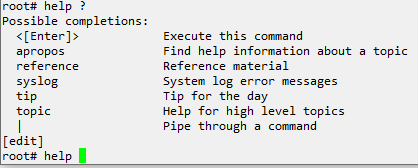 root# help ?
Possible completions:
  <[Enter]>            Execute this command
  apropos              Find help information about a topic
  reference            Reference material
  syslog               System log error messages
  tip                  Tip for the day
  topic                Help for high level topics
  |                    Pipe through a command
[edit]
root# help